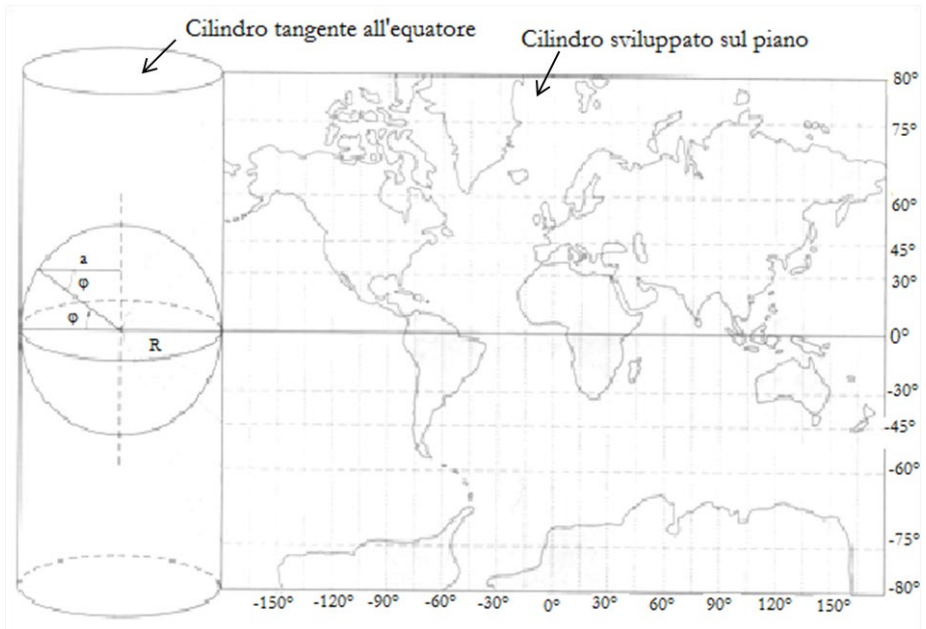 Cilindro tangente all'equatore
Cilindro sviluppato sul piano
80°
75°
60°
45°
30°
0°
-30°
-45°
-60°
-75°
-80°
a
φ
φ
R
-150° -120° -90° -60° -30° 0° 30° 60° 90° 120° 150°